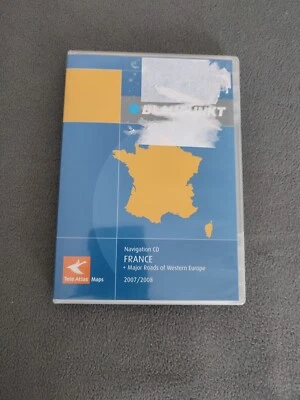 BLAUPUNKT
Navigation CD
FRANCE
+ Major Roads of Western Europe
2007/2008
Tele Atlas Maps